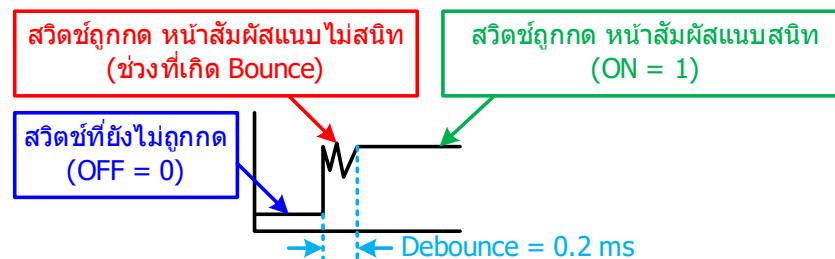 สวิตช์ถูกกด หน้าสัมผัสแนบไม่สนิท
(ช่วงที่เกิด Bounce)
สวิตช์ถูกกด หน้าสัมผัสแนบสนิท
(ON = 1)
สวิตช์ที่ยังไม่ถูกกด
(OFF = 0)
Debounce = 0.2 ms